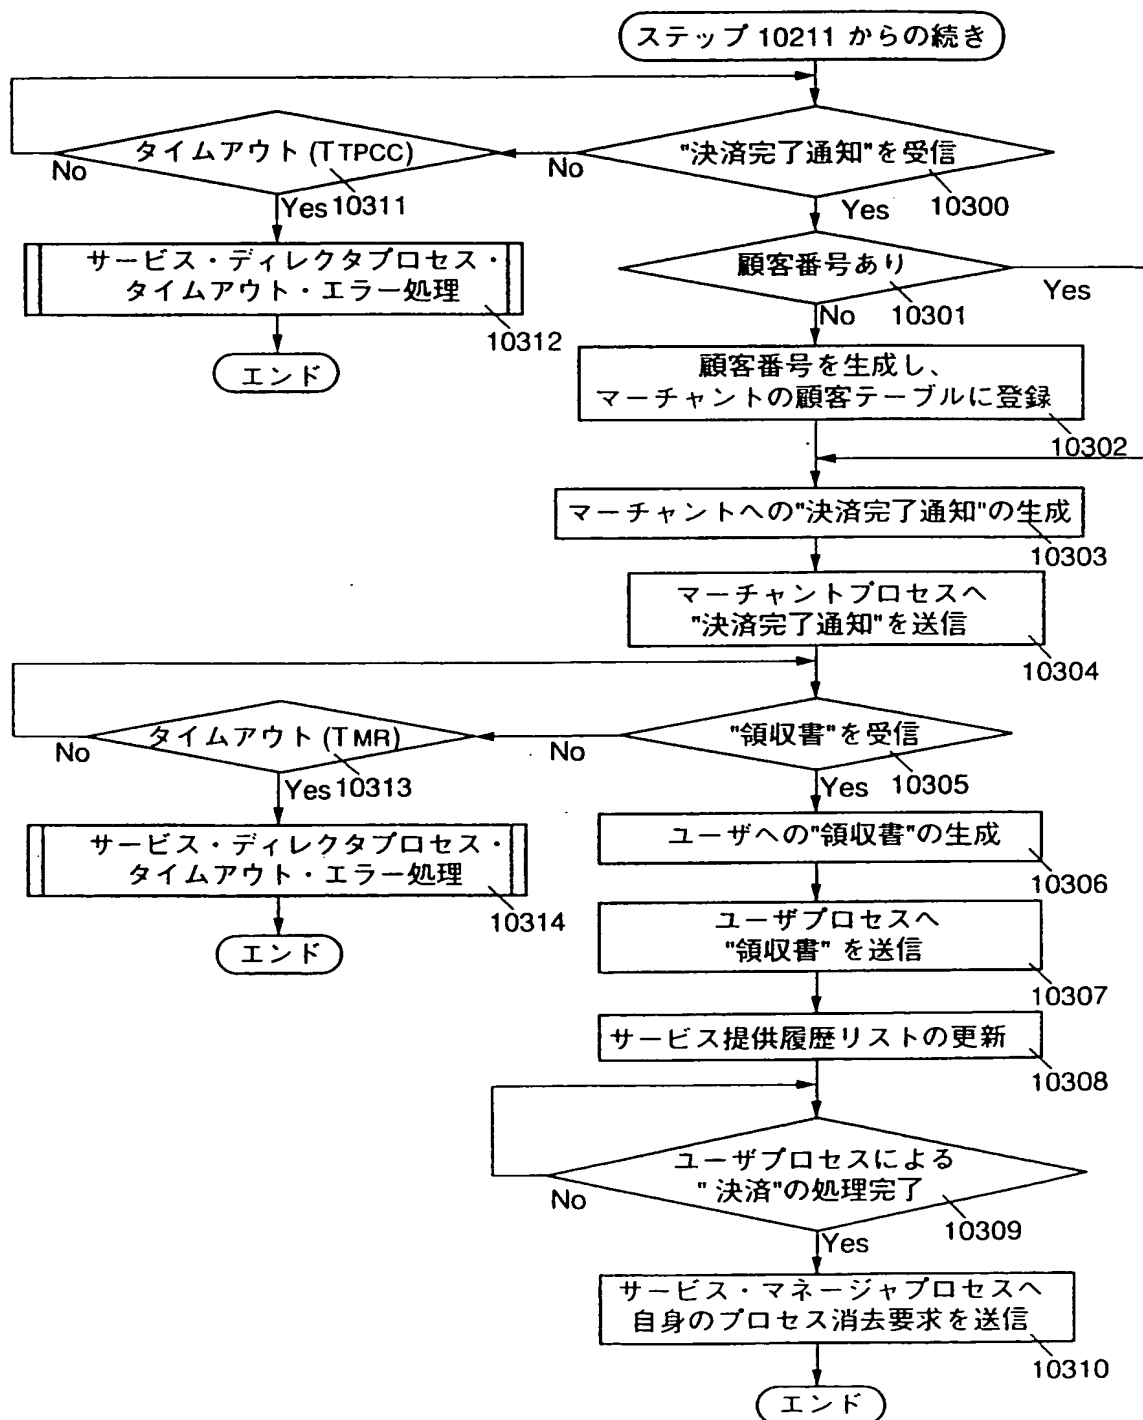 ステップ 10211 からの続き
タイムアウト (TTPCC)
No
Yes 10311
"決済完了通知"を受信
No
10300
Yes
サービス・ディレクタプロセス・
タイムアウト・エラー処理
10312
エンド
顧客番号あり
Yes
10301
No
顧客番号を生成し、
マーチャントの顧客テーブルに登録
10302
マーチャントへの"決済完了通知"の生成
10303
マーチャントプロセスへ
"決済完了通知"を送信
10304
タイムアウト (TMR)
No
Yes 10313
"領収書"を受信
No
10305
Yes
サービス・ディレクタプロセス・
タイムアウト・エラー処理
10314
エンド
ユーザへの"領収書"の生成
10306
ユーザプロセスへ
"領収書" を送信
10307
サービス提供履歴リストの更新
10308
ユーザプロセスによる
"決済"の処理完了
No
10309
Yes
サービス・マネージャプロセスへ
自身のプロセス消去要求を送信
10310
エンド